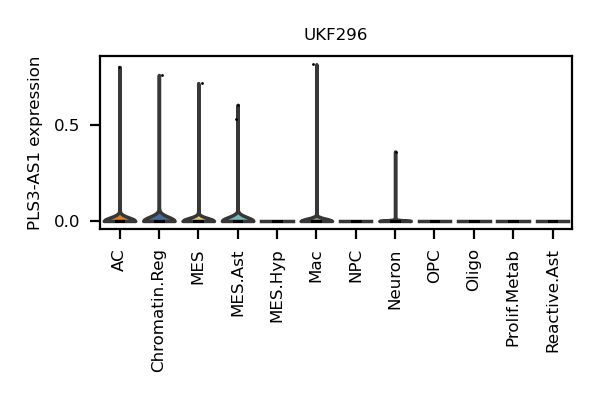 UKF296
PLS3-AS1 expression
0.5
0.0
AC
Chromatin.Reg
MES
MES.Ast
MES.Hyp
Mac
NPC
Neuron
OPC
Oligo
Prolif.Metab
Reactive.Ast